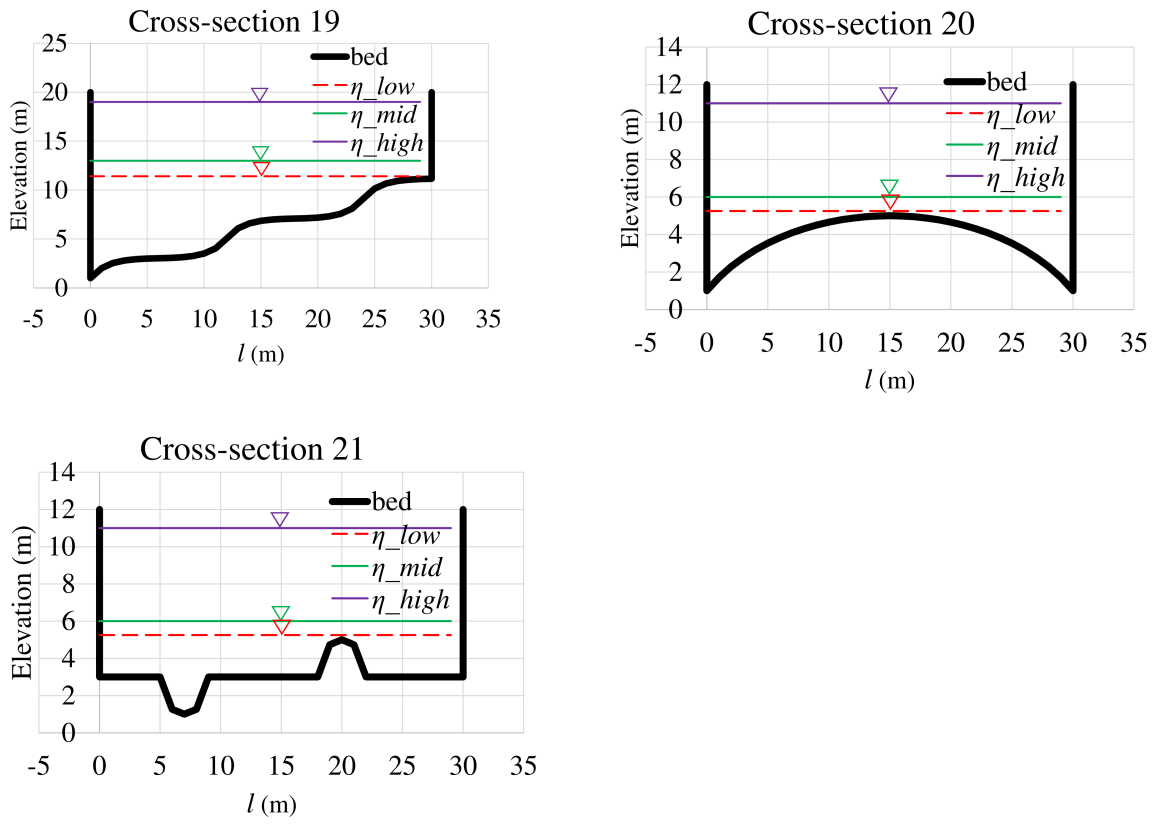 Cross-section 19
25
20
15
10
5
0
-5 0 5 10 15 20 25 30 35
Elevation (m)
l (m)
bed
η_low
η_mid
η_high
Cross-section 20
14
12
10
8
6
4
2
0
-5 0 5 10 15 20 25 30 35
Elevation (m)
l (m)
bed
η_low
η_mid
η_high
Cross-section 21
14
12
10
8
6
4
2
0
-5 0 5 10 15 20 25 30 35
Elevation (m)
l (m)
bed
η_low
η_mid
η_high